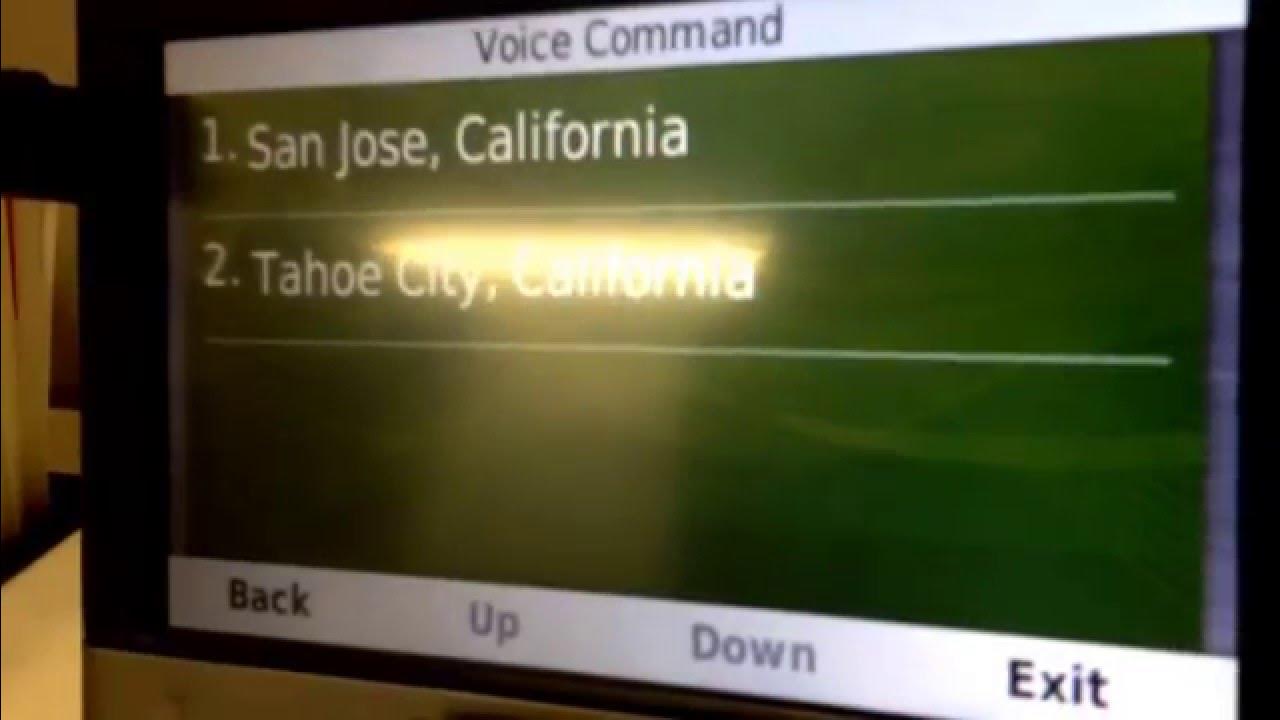 Voice Command
1. San Jose, California
2. Tahoe City, California
Back Up Down Exit